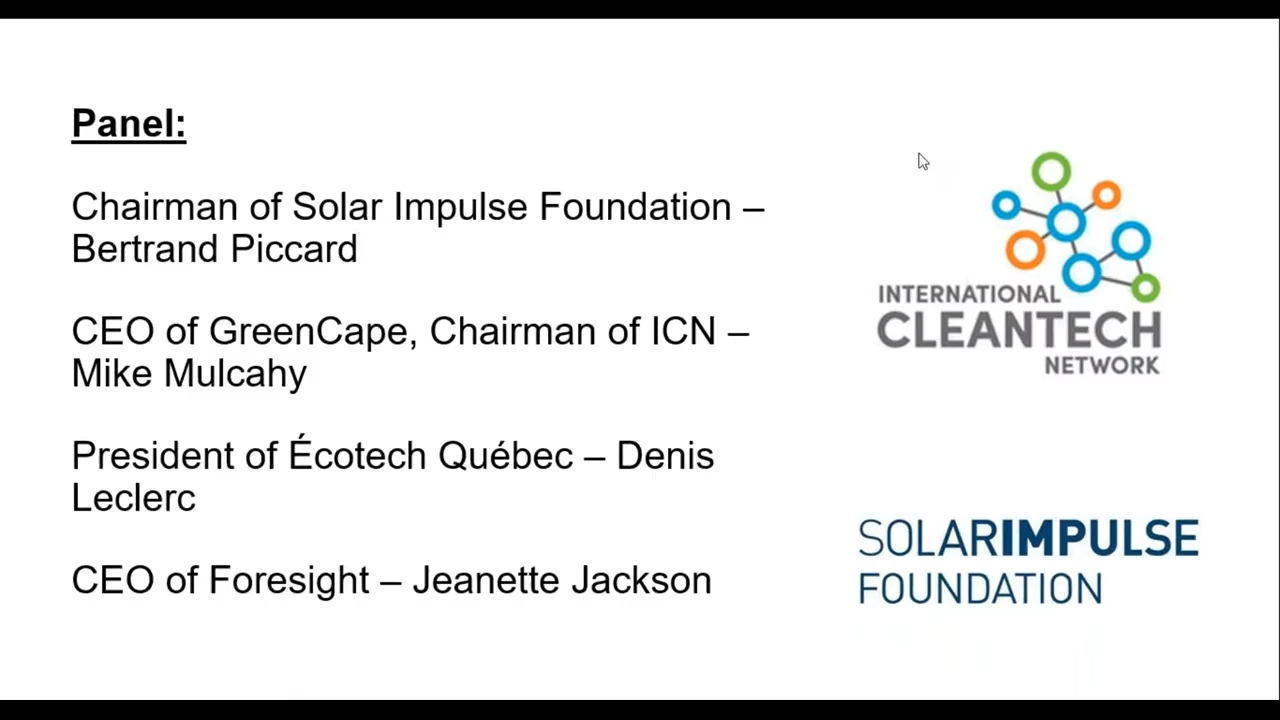 Panel:
Chairman of Solar Impulse Foundation –
Bertrand Piccard
CEO of GreenCape, Chairman of ICN –
Mike Mulcahy
President of Écotech Québec – Denis
Leclerc
CEO of Foresight – Jeanette Jackson
INTERNATIONAL
CLEANTECH
NETWORK
SOLARIMPULSE
FOUNDATION